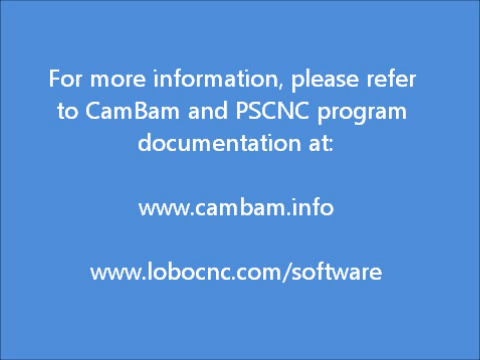 For more information, please refer
to CamBam and PSCNC program
documentation at:
www.cambam.info
www.lobocnc.com/software